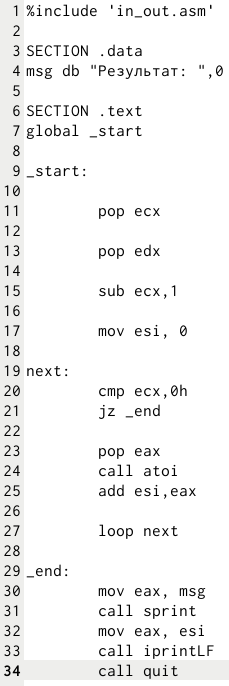 1 %include 'in_out.asm'
2
3 SECTION .data
4 msg db "Результат: ",0
5
6 SECTION .text
7 global _start
8
9 _start:
10
11 pop ecx
12
13 pop edx
14
15 sub ecx,1
16
17 mov esi, 0
18
19 next:
20 cmp ecx,0h
21 jz _end
22
23 pop eax
24 call atoi
25 add esi,eax
26
27 loop next
28
29 _end:
30 mov eax, msg
31 call sprint
32 mov eax, esi
33 call iprintLF
34 call quit